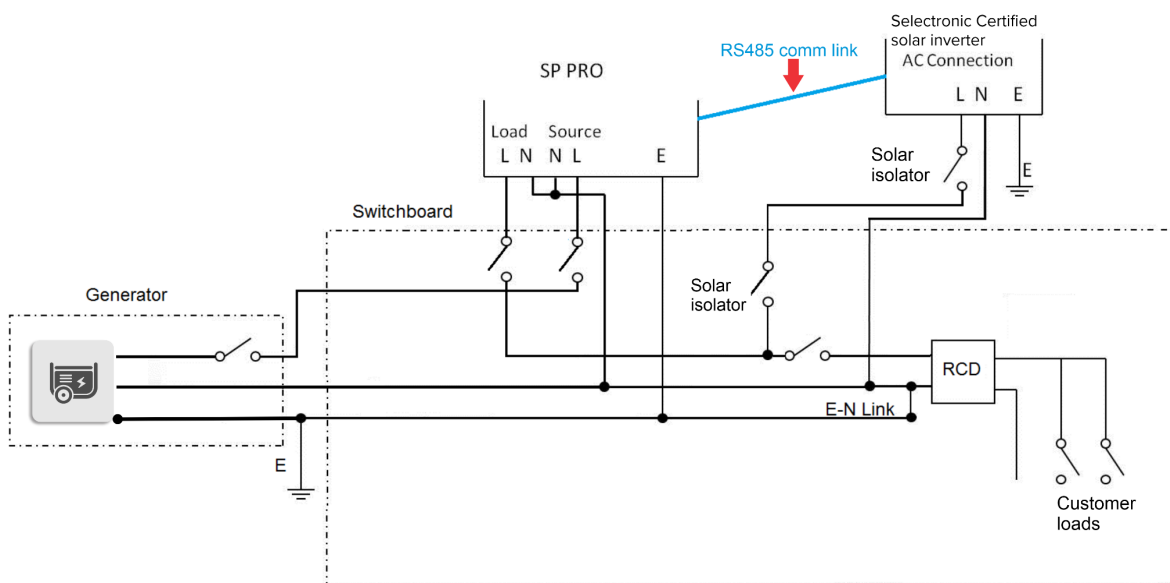 Selectronic Certified
solar inverter
AC Connection
L N E
RS485 comm link
SP PRO
Load Source
L N N L E
Solar
isolator
E
Switchboard
Solar
isolator
Generator
RCD
E-N Link
E
Customer
loads